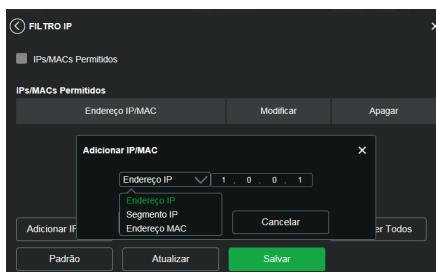 FILTRO IP
IPs/MACs Permitidos
IPs/MACs Permitidos
Endereço IP/MAC Modificar Apagar
Adicionar IP/MAC
Endereço IP 1 . 0 . 0 . 1
Endereço IP
Segmento IP
Endereço MAC
Cancelar
Adicionar IP
er Todos
Padrão Atualizar Salvar